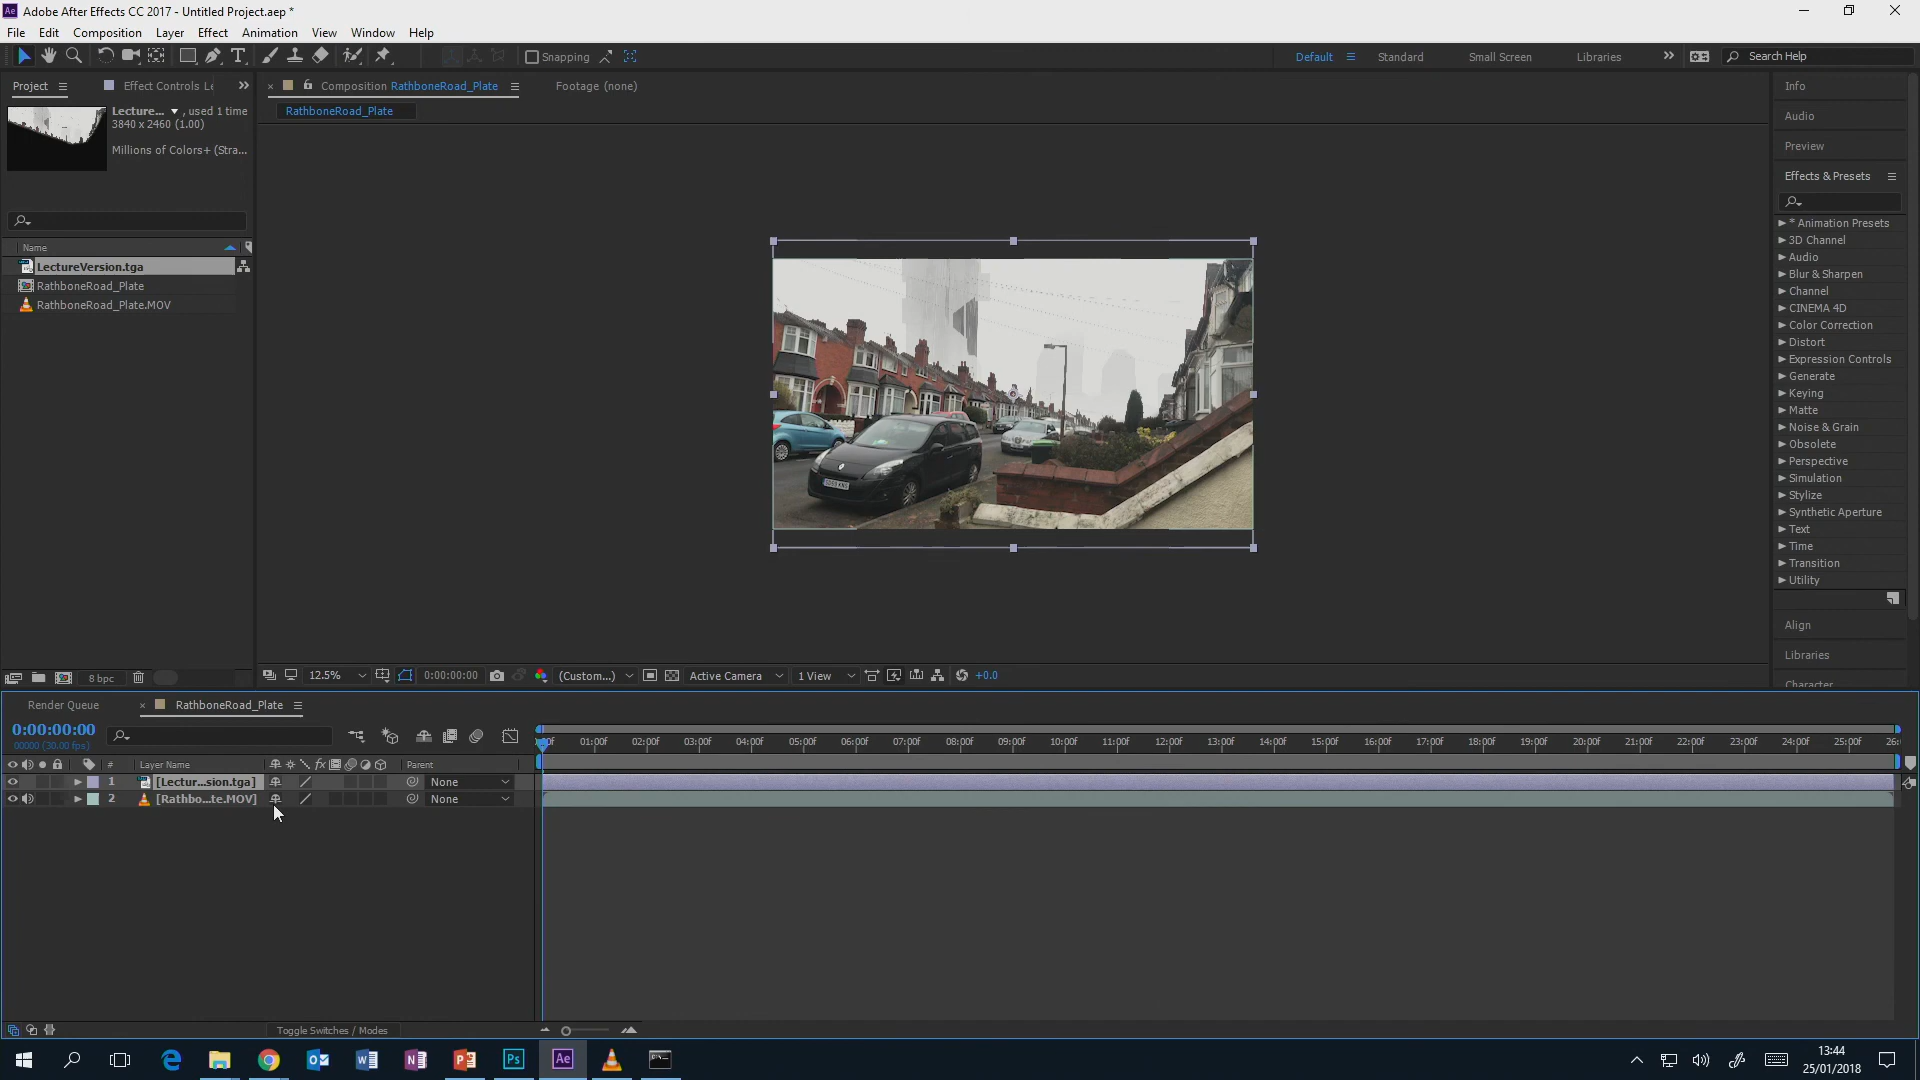 Adobe After Effects CC 2017 - Untitled Project.aep *
File Edit Composition Layer Effect Animation View Window Help
Snapping
Default Standard Small Screen Libraries Search Help
Project Effect Controls Le
Composition RathboneRoad_Plate Footage (none)
RathboneRoad_Plate
Lecture... , used 1 time
3840 x 2460 (1.00)
Millions of Colors+ (Stra...
Name
LectureVersion.tga
RathboneRoad_Plate
RathboneRoad_Plate.MOV
8 bpc
Info
Audio
Preview
Effects & Presets
* Animation Presets
3D Channel
Audio
Blur & Sharpen
Channel
CINEMA 4D
Color Correction
Distort
Expression Controls
Generate
Keying
Matte
Noise & Grain
Obsolete
Perspective
Simulation
Stylize
Synthetic Aperture
Text
Time
Transition
Utility
Align
Libraries
Character
12.5% 0:00:00:00 (Custom...) Active Camera 1 View +0.0
Render Queue RathboneRoad_Plate
0:00:00:00
00000 (30.00 fps)
01:00f 02:00f 03:00f 04:00f 05:00f 06:00f 07:00f 08:00f 09:00f 10:00f 11:00f 12:00f 13:00f 14:00f 15:00f 16:00f 17:00f 18:00f 19:00f 20:00f 21:00f 22:00f 23:00f 24:00f 25:00f 26:
# Layer Name fx Parent
1 [Lectur...sion.tga] None
2 [Rathbo...te.MOV] None
Toggle Switches / Modes
13:44
25/01/2018